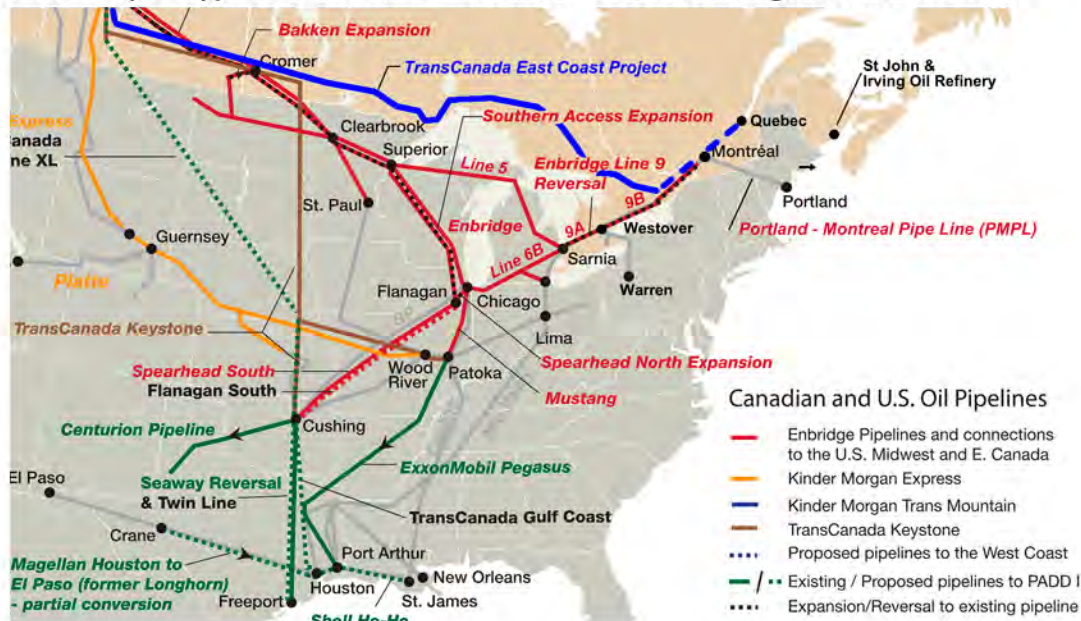 Bakken Expansion
Cromer
TransCanada East Coast Project
St John &
Irving Oil Refinery
Express
Clearbrook
Southern Access Expansion
Quebec
Superior
Enbridge Line 9
Reversal
Montréal
Line 5
9B
St. Paul
Portland
Enbridge
9A
Westover
Portland - Montreal Pipe Line (PMPL)
Guernsey
Line 6B
Sarnia
Platte
Flanagan
Chicago
Warren
TransCanada Keystone
Lima
Spearhead South
Wood
River
Patoka
Spearhead North Expansion
Flanagan South
Mustang
Cushing
Centurion Pipeline
ExxonMobil Pegasus
El Paso
Seaway Reversal
& Twin Line
TransCanada Gulf Coast
Crane
Magellan Houston to
El Paso (former Longhorn)
- partial conversion
Port Arthur
Houston
New Orleans
St. James
Freeport
Canadian and U.S. Oil Pipelines
Enbridge Pipelines and connections
to the U.S. Midwest and E. Canada
Kinder Morgan Express
Kinder Morgan Trans Mountain
TransCanada Keystone
Proposed pipelines to the West Coast
/ Existing / Proposed pipelines to PADD I
Expansion/Reversal to existing pipeline